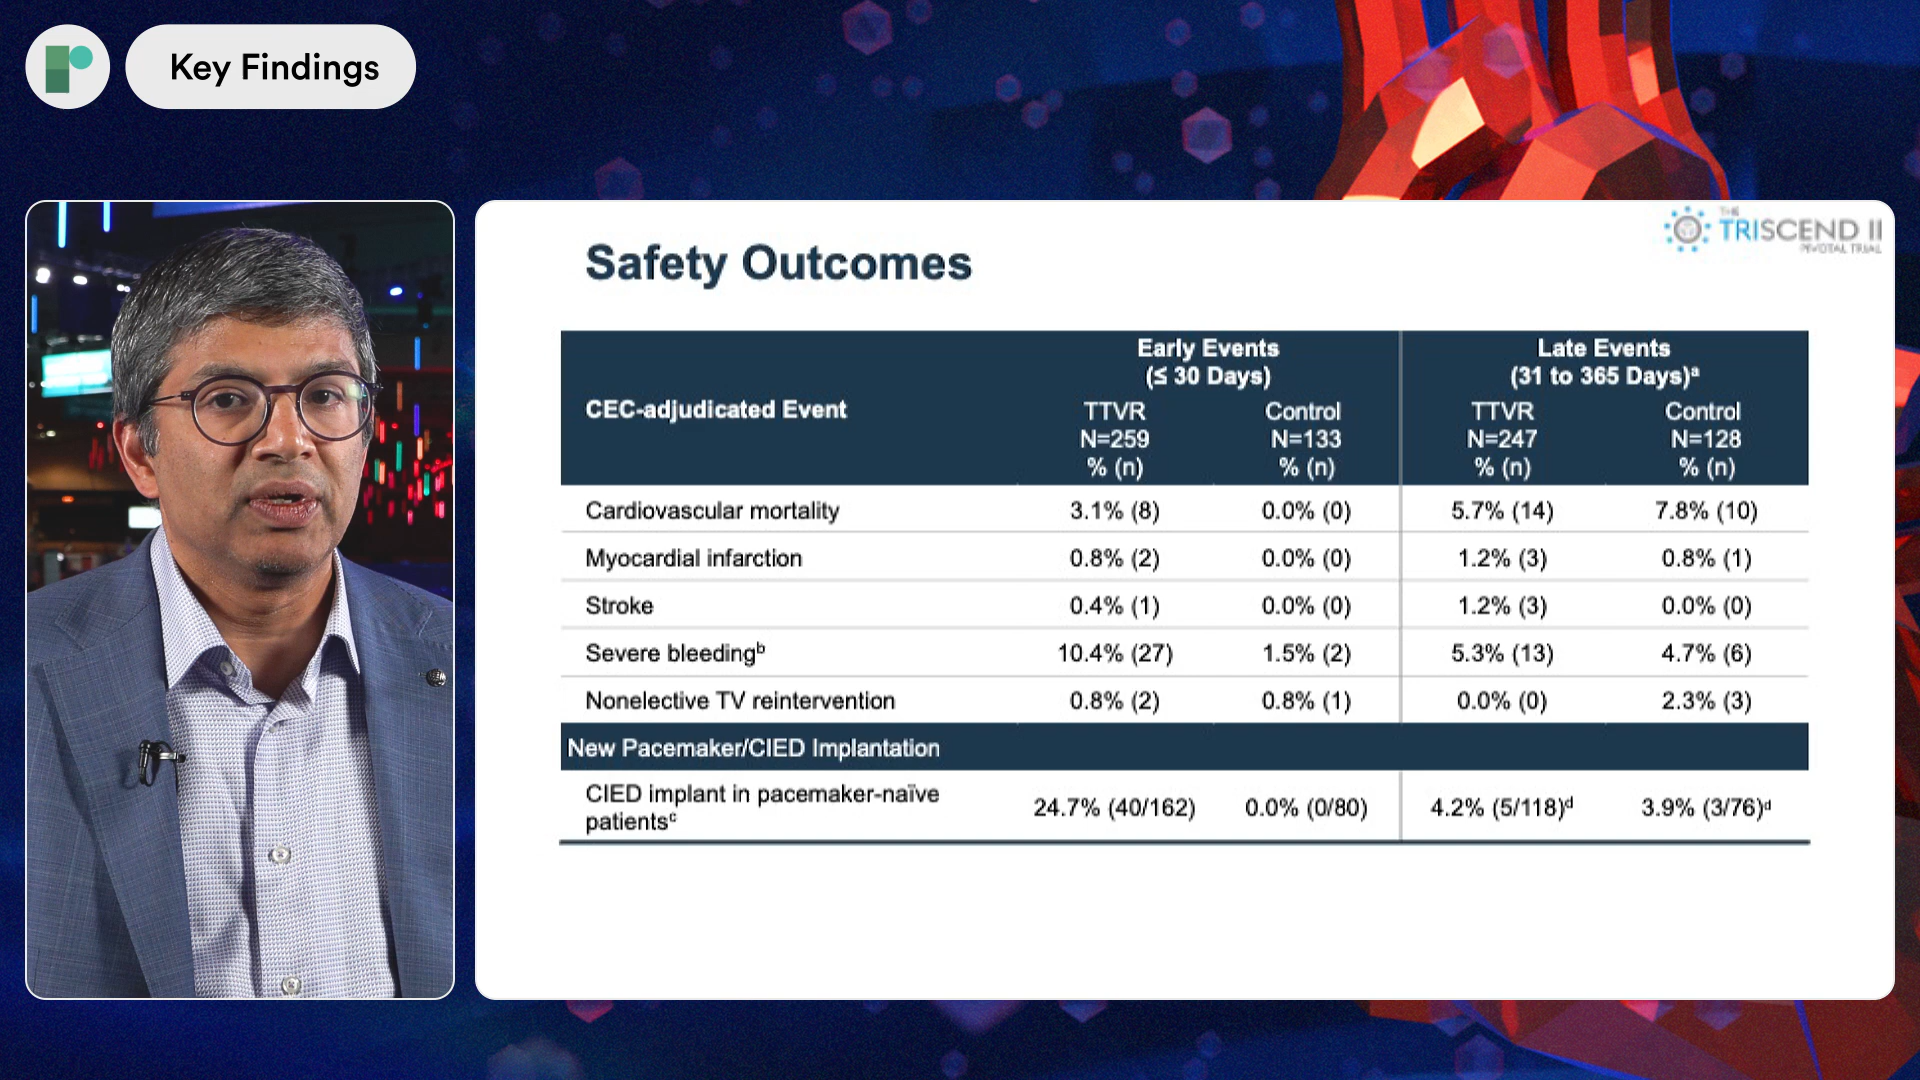 Key Findings
THE
TRISCEND II
PIVOTAL TRIAL
Safety Outcomes
CEC-adjudicated Event
Early Events
(≤ 30 Days)
Late Events
(31 to 365 Days)ᵃ
TTVR
N=259
% (n)
Control
N=133
% (n)
TTVR
N=247
% (n)
Control
N=128
% (n)
Cardiovascular mortality 3.1% (8) 0.0% (0) 5.7% (14) 7.8% (10)
Myocardial infarction 0.8% (2) 0.0% (0) 1.2% (3) 0.8% (1)
Stroke 0.4% (1) 0.0% (0) 1.2% (3) 0.0% (0)
Severe bleedingᵇ 10.4% (27) 1.5% (2) 5.3% (13) 4.7% (6)
Nonelective TV reintervention 0.8% (2) 0.8% (1) 0.0% (0) 2.3% (3)
New Pacemaker/CIED Implantation
CIED implant in pacemaker-naïve
patientsᶜ
24.7% (40/162) 0.0% (0/80) 4.2% (5/118)ᵈ 3.9% (3/76)ᵈ